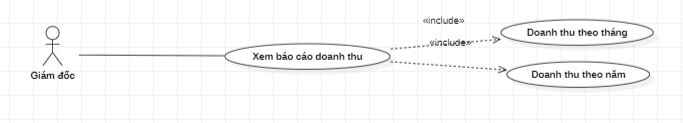 «include»
Doanh thu theo tháng
«include»
Xem báo cáo doanh thu
Giám đốc
Doanh thu theo năm